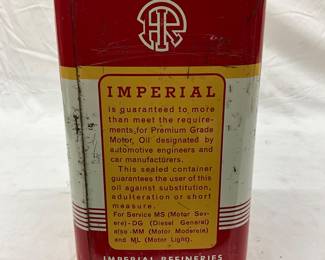 IR
IMPERIAL
is guaranteed to more
than meet the require-
ments, for Premium Grade
Motor Oil designated by
automotive engineers and
car manufacturers.
This sealed container
guarantees the user of this
oil against substitution,
adulteration or short
measure.
For Service MS (Motor Sev-
ere)-DG (Diesel General)
also -MM (Motor Moderate)
and ML (Motor Light).
IMPERIAL REFINERIES